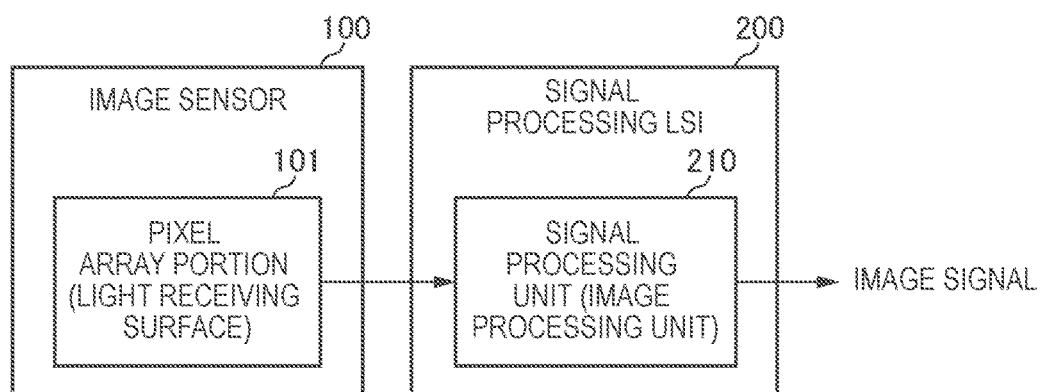 100
200
IMAGE SENSOR
SIGNAL
PROCESSING LSI
101
210
PIXEL
ARRAY PORTION
(LIGHT RECEIVING
SURFACE)
SIGNAL
PROCESSING
UNIT (IMAGE
PROCESSING UNIT)
IMAGE SIGNAL